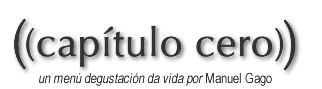 ((capítulo cero))
un menú degustación da vida por Manuel Gago